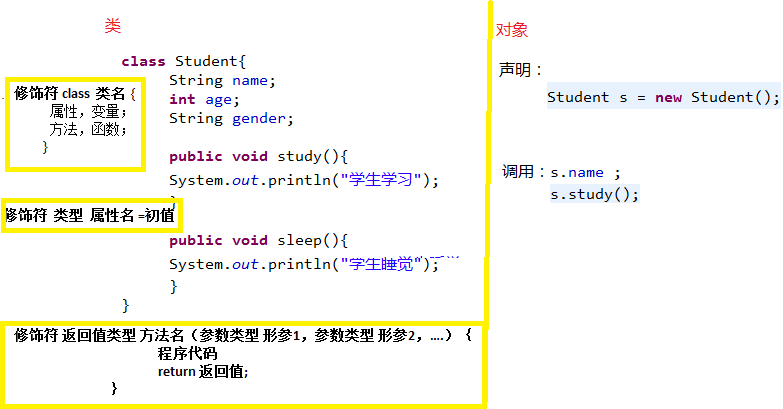 类
class Student{
String name;
int age;
String gender;
public void study(){
System.out.println("学生学习");
}
public void sleep(){
System.out.println("学生睡觉");
}
}
修饰符 class 类名 {
属性，变量；
方法，函数；
}
修饰符 类型 属性名 =初值
修饰符 返回值类型 方法名（参数类型 形参1，参数类型 形参2，....） {
程序代码
return 返回值;
}
对象
声明：
Student s = new Student();
调用：s.name ;
s.study();